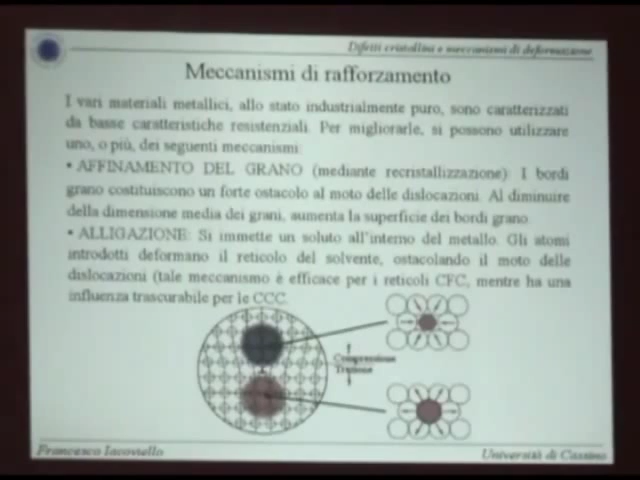 Difetti cristallini e meccanismi di deformazione
Meccanismi di rafforzamento
I vari materiali metallici, allo stato industrialmente puro, sono caratterizzati
da basse caratteristiche resistenziali. Per migliorarle, si possono utilizzare
uno, o più, dei seguenti meccanismi:
• AFFINAMENTO DEL GRANO (mediante recristallizzazione): I bordi
grano costituiscono un forte ostacolo al moto delle dislocazioni. Al diminuire
della dimensione media dei grani, aumenta la superficie dei bordi grano.
• ALLIGAZIONE: Si immette un soluto all'interno del metallo. Gli atomi
introdotti deformano il reticolo del solvente, ostacolando il moto delle
dislocazioni (tale meccanismo è efficace per i reticoli CFC, mentre ha una
influenza trascurabile per le CCC.
Compressione
Trazione
Francesco Iacoviello
Università di Cassino